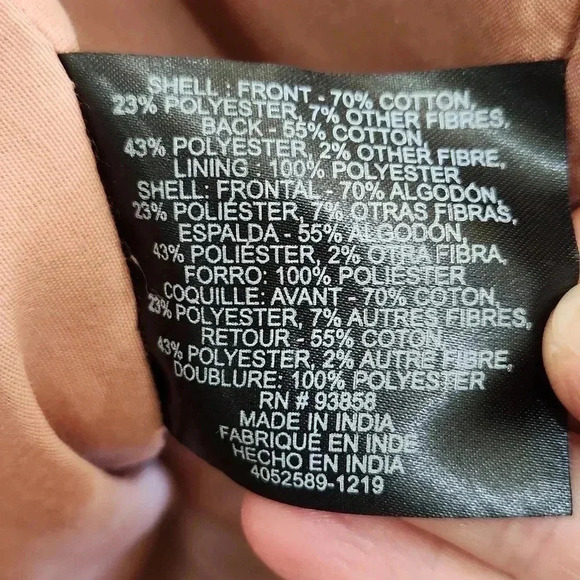 SHELL : FRONT - 70% COTTON,
23% POLYESTER, 7% OTHER FIBRES,
BACK - 55% COTTON,
43% POLYESTER, 2% OTHER FIBRE,
LINING : 100% POLYESTER
SHELL: FRONTAL - 70% ALGODÓN,
23% POLIÉSTER, 7% OTRAS FIBRAS,
ESPALDA - 55% ALGODÓN,
43% POLIÉSTER, 2% OTRA FIBRA.
FORRO: 100% POLIÉSTER
COQUILLE: AVANT - 70% COTON,
23% POLYESTER, 7% AUTRES FIBRES,
RETOUR - 55% COTON,
43% POLYESTER, 2% AUTRE FIBRE,
DOUBLURE: 100% POLYESTER
RN # 93858
MADE IN INDIA
FABRIQUÉ EN INDE
HECHO EN INDIA
4052589-1219